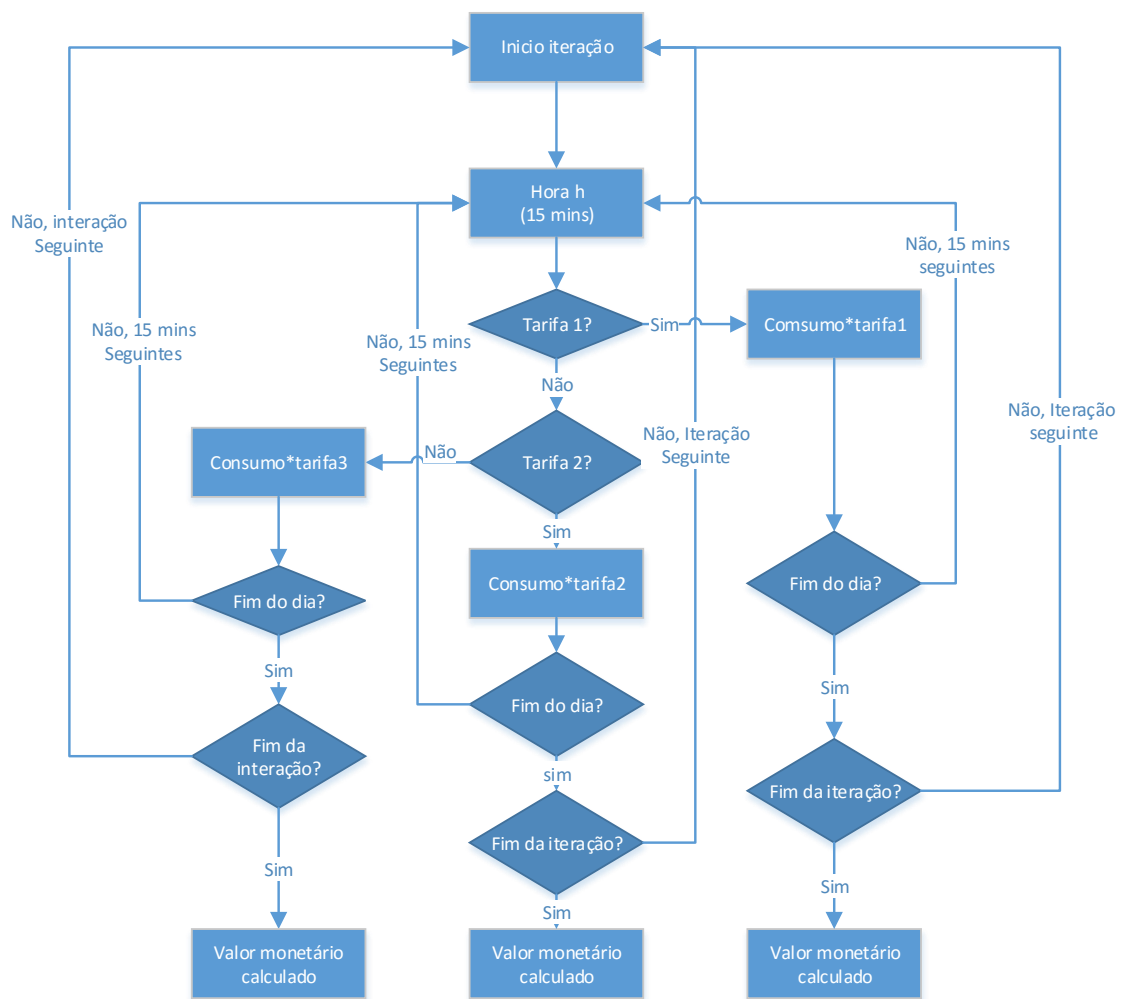 Inicio iteração
Hora h
(15 mins)
Não, interação
Seguinte
Não, 15 mins
seguintes
Tarifa 1?
Sim
Comsumo*tarifa1
Não, 15 mins
Seguintes
Não, 15 mins
Seguintes
Não
Não, Iteração
seguinte
Não, Iteração
Seguinte
Tarifa 2?
Não
Consumo*tarifa3
Sim
Consumo*tarifa2
Fim do dia?
Fim do dia?
Sim
Sim
Fim do dia?
Fim da
interação?
sim
Fim da iteração?
Fim da iteração?
Sim
Sim
Sim
Valor monetário
calculado
Valor monetário
calculado
Valor monetário
calculado